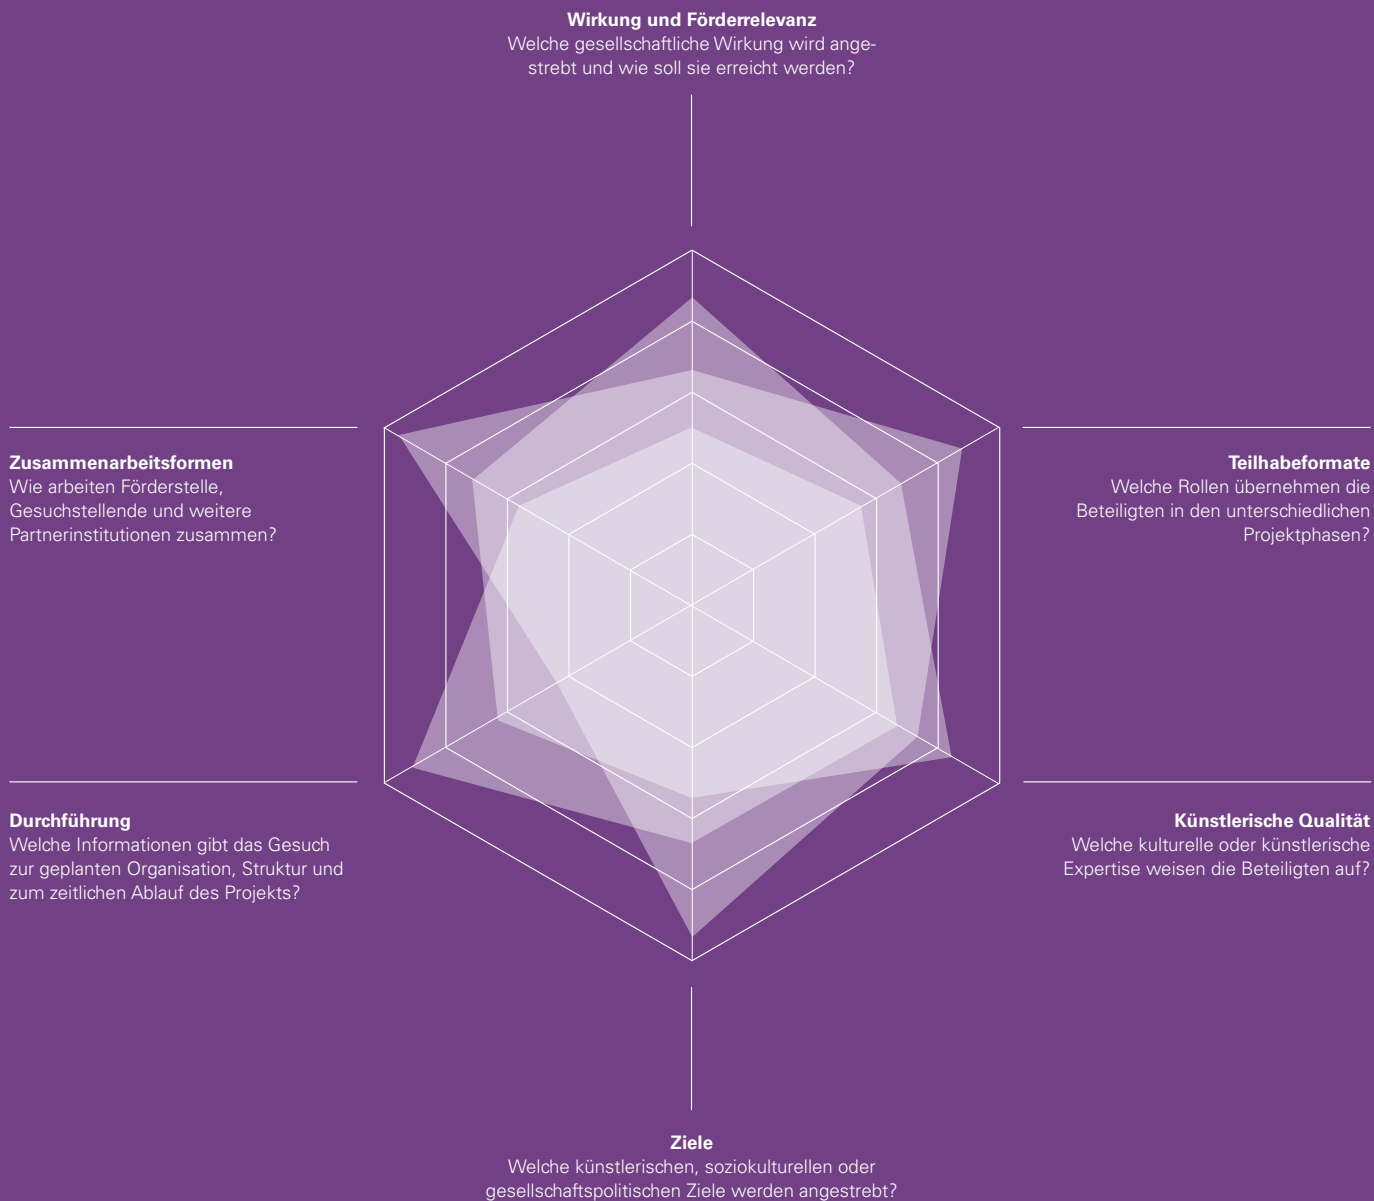 Wirkung und Förderrelevanz
Welche gesellschaftliche Wirkung wird ange-
strebt und wie soll sie erreicht werden?
Zusammenarbeitsformen
Wie arbeiten Förderstelle,
Gesuchstellende und weitere
Partnerinstitutionen zusammen?
Teilhabeformate
Welche Rollen übernehmen die
Beteiligten in den unterschiedlichen
Projektphasen?
Durchführung
Welche Informationen gibt das Gesuch
zur geplanten Organisation, Struktur und
zum zeitlichen Ablauf des Projekts?
Künstlerische Qualität
Welche kulturelle oder künstlerische
Expertise weisen die Beteiligten auf?
Ziele
Welche künstlerischen, soziokulturellen oder
gesellschaftspolitischen Ziele werden angestrebt?